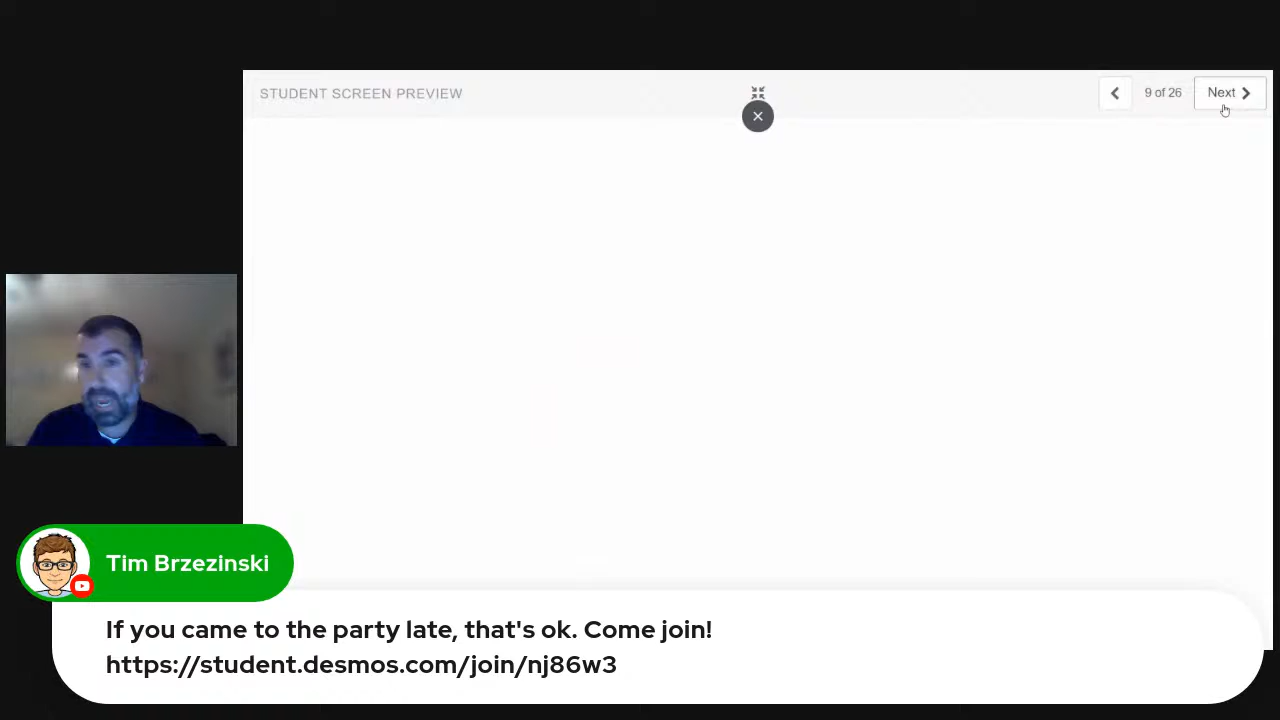 STUDENT SCREEN PREVIEW
9 of 26
Next
Tim Brzezinski
If you came to the party late, that's ok. Come join!
https://student.desmos.com/join/nj86w3